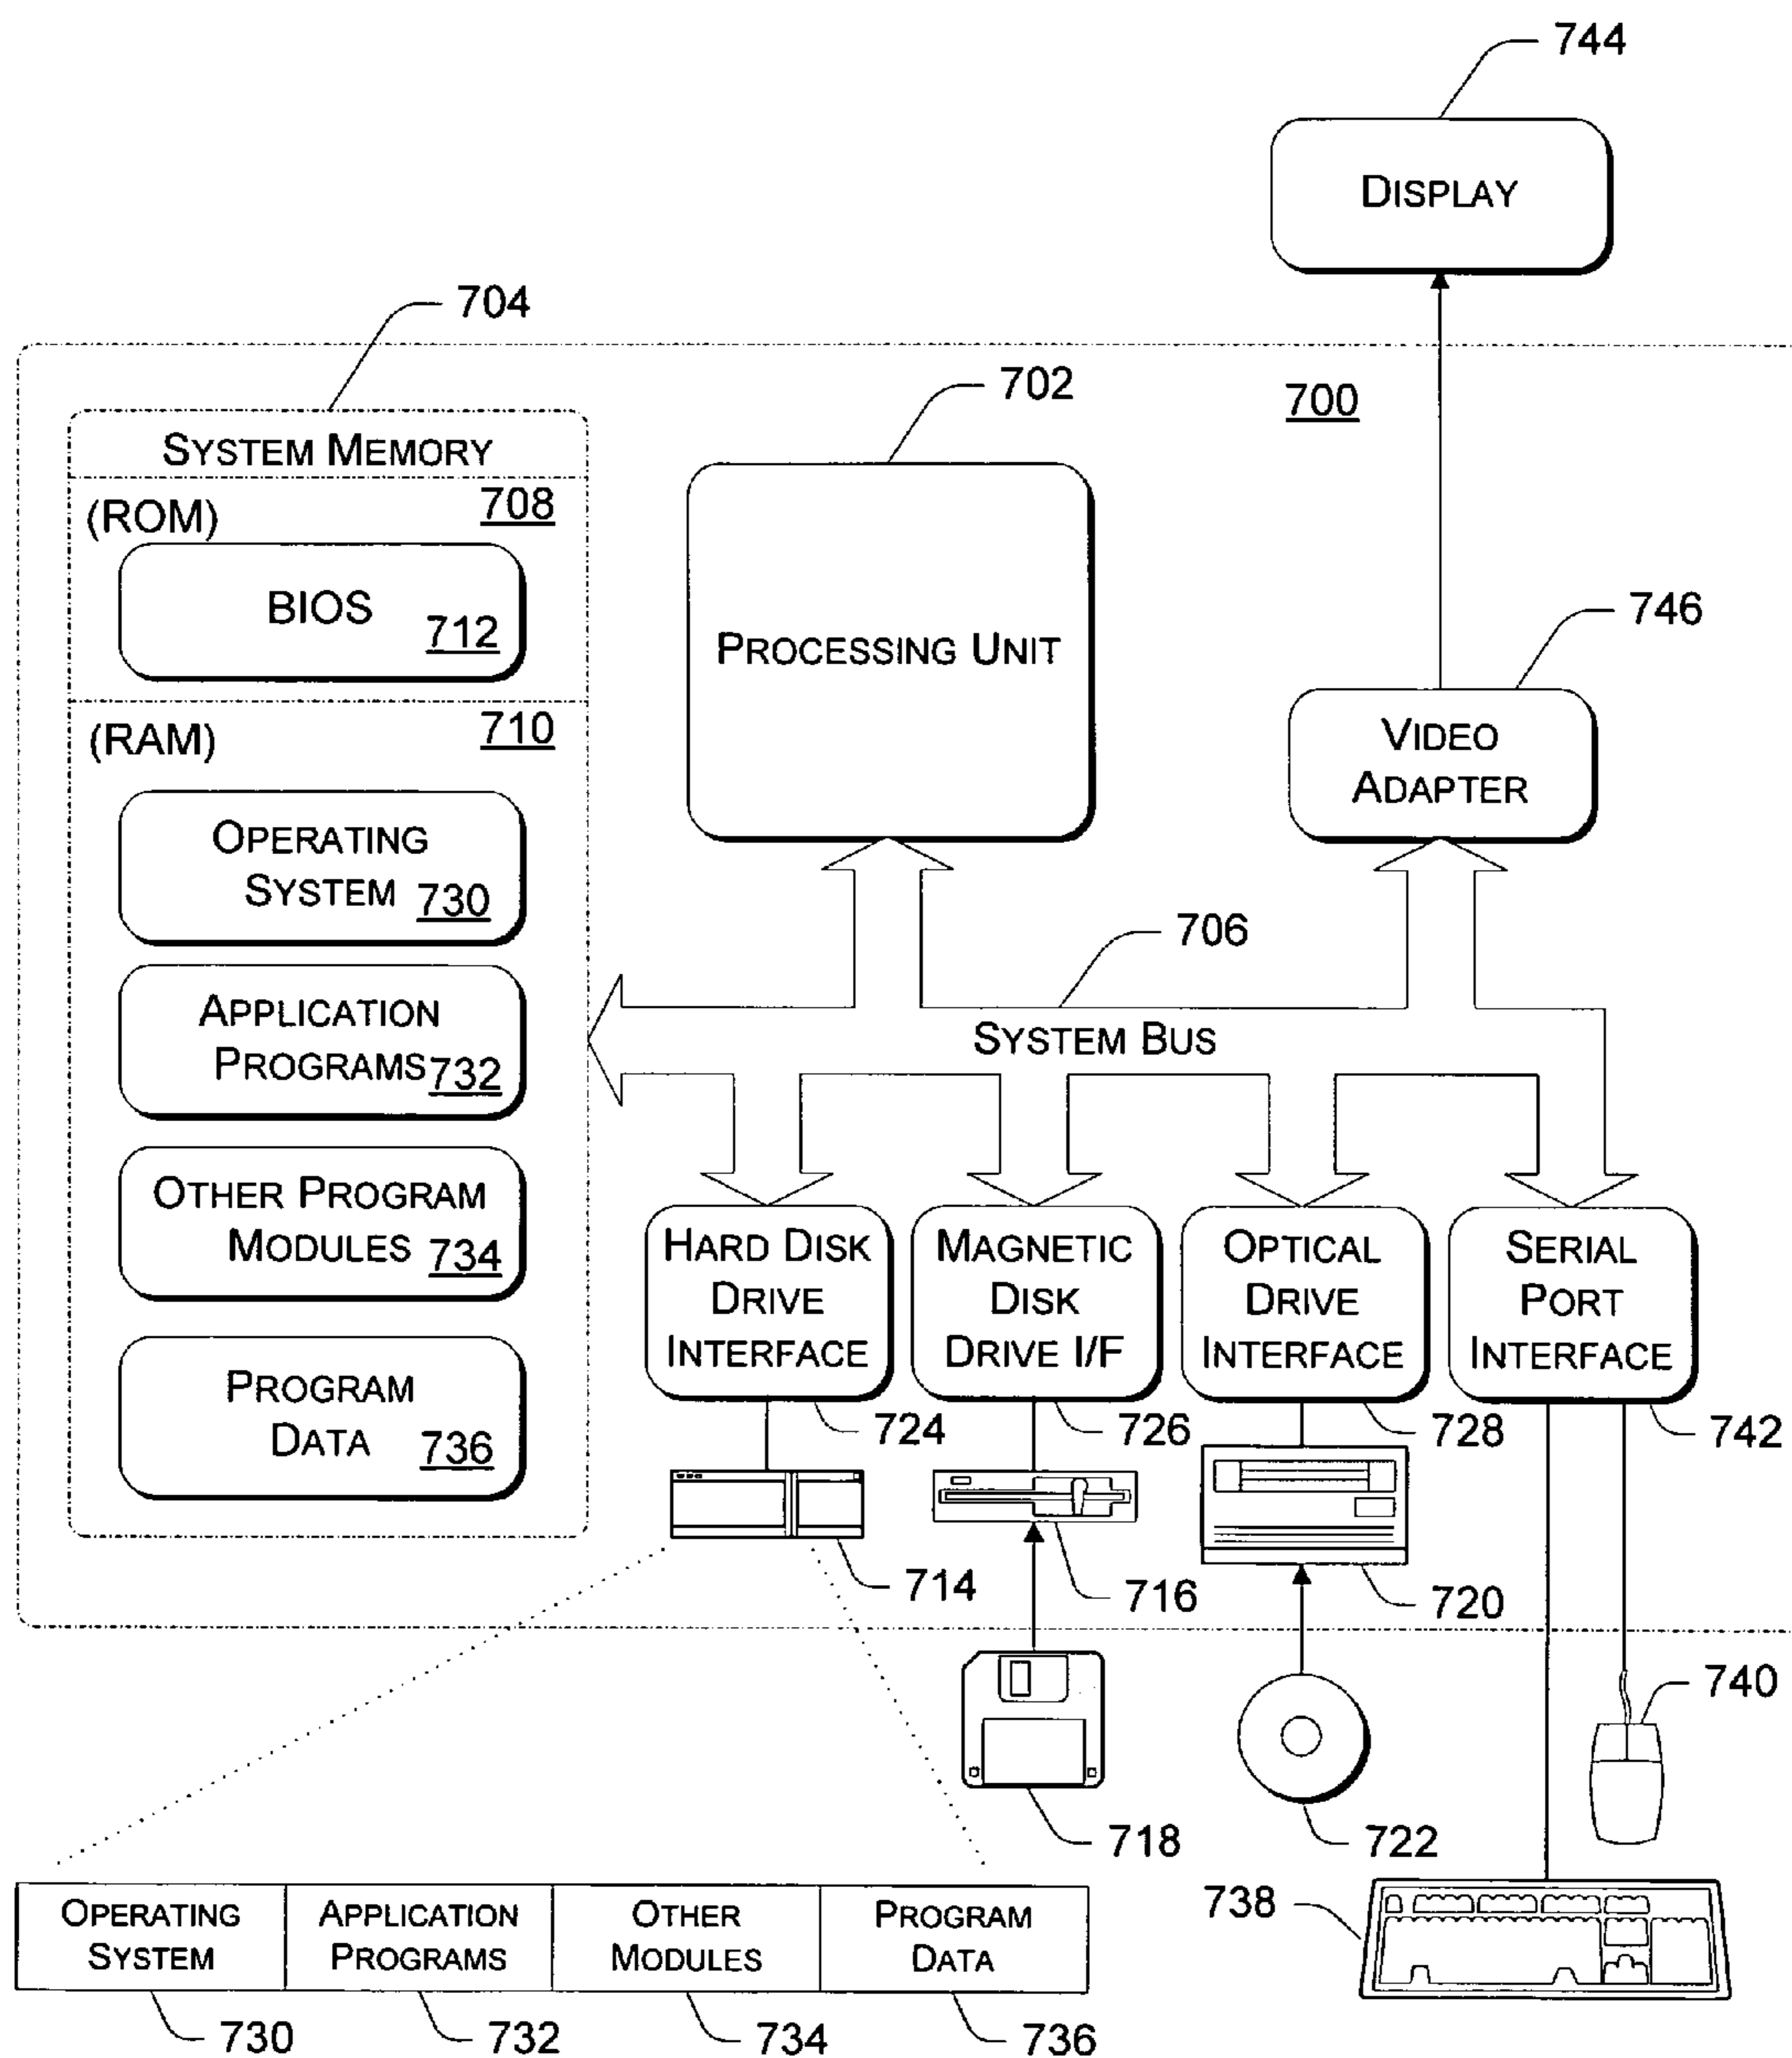 744
DISPLAY
704
702
700
SYSTEM MEMORY
(ROM)
708
BIOS
712
PROCESSING UNIT
746
VIDEO
ADAPTER
(RAM)
710
OPERATING
SYSTEM 730
706
SYSTEM BUS
APPLICATION
PROGRAMS 732
OTHER PROGRAM
MODULES 734
PROGRAM
DATA 736
HARD DISK
DRIVE
INTERFACE
MAGNETIC
DISK
DRIVE I/F
OPTICAL
DRIVE
INTERFACE
SERIAL
PORT
INTERFACE
724
726
728
742
714
716
720
740
718
722
738
OPERATING
SYSTEM
APPLICATION
PROGRAMS
OTHER
MODULES
PROGRAM
DATA
730
732
734
736